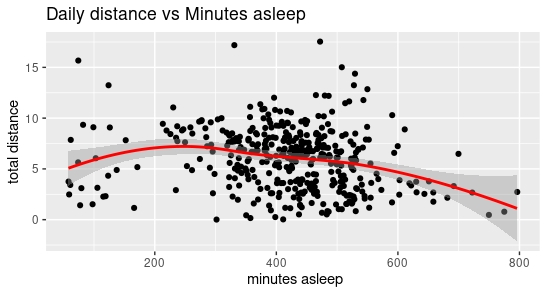 Daily distance vs Minutes asleep
15
10
5
0
total distance
200 400 600 800
minutes asleep